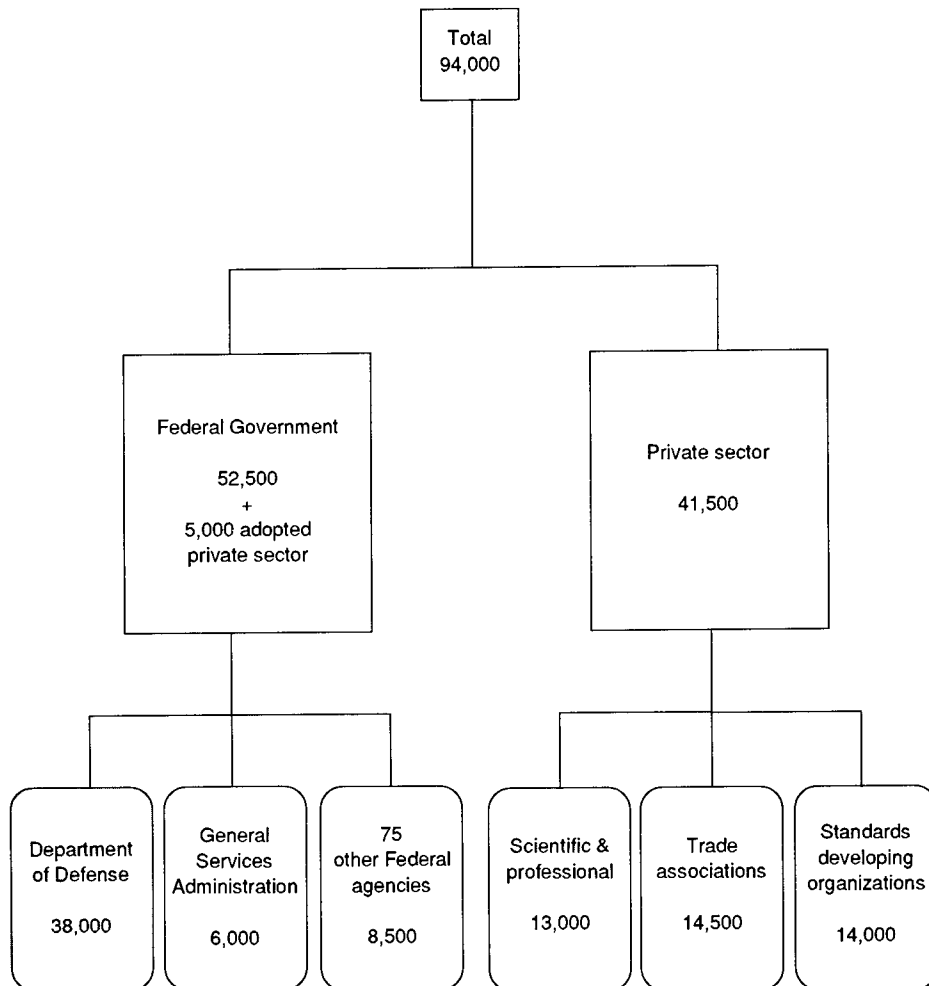 Total
94,000
Federal Government
52,500
+
5,000 adopted
private sector
Private sector
41,500
Department
of Defense
38,000
General
Services
Administration
6,000
75
other Federal
agencies
8,500
Scientific &
professional
13,000
Trade
associations
14,500
Standards
developing
organizations
14,000